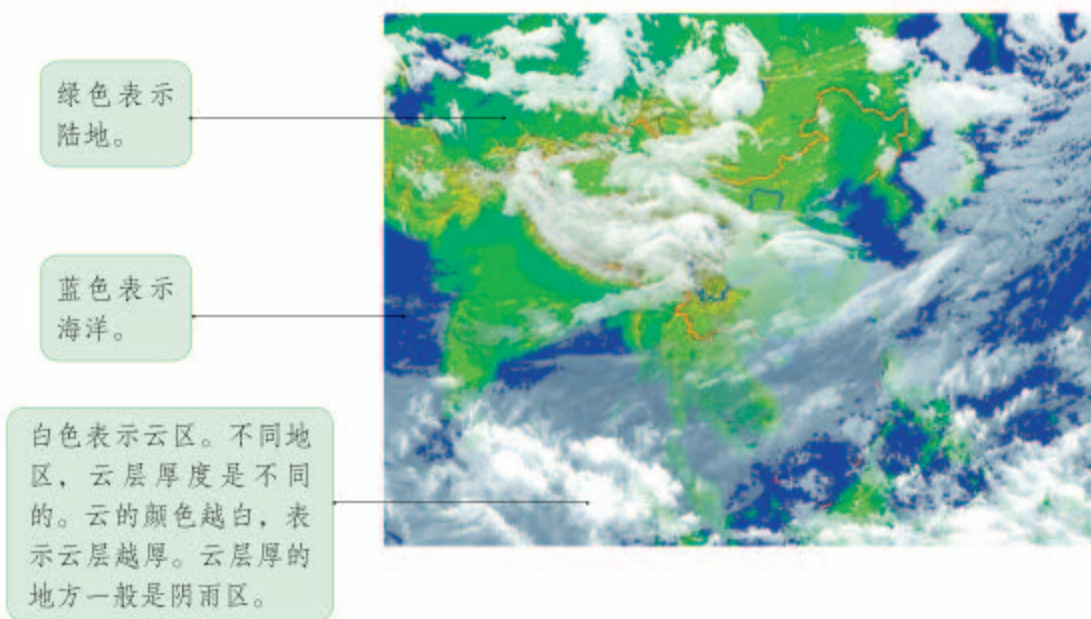 绿色表示
陆地。
蓝色表示
海洋。
白色表示云区。不同地
区，云层厚度是不同
的。云的颜色越白，表
示云层越厚。云层厚的
地方一般是阴雨区。